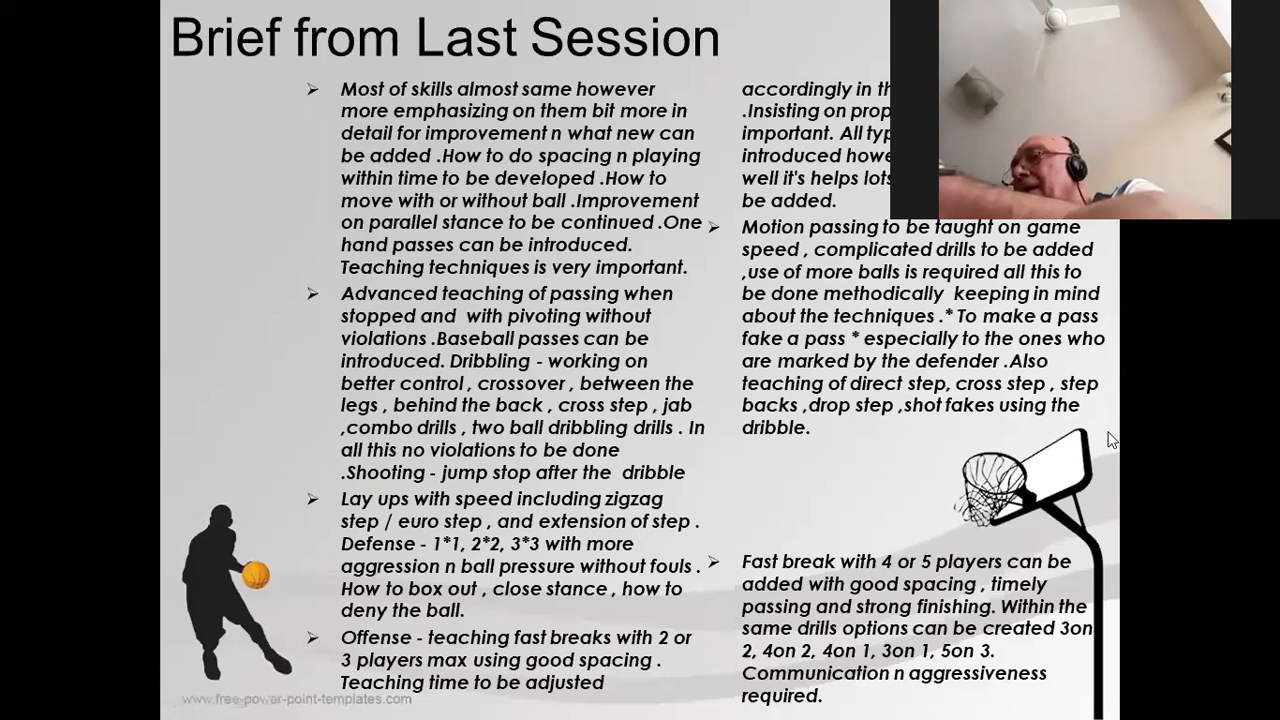 Brief from Last Session
➢ Most of skills almost same however
more emphasizing on them bit more in
detail for improvement n what new can
be added .How to do spacing n playing
within time to be developed .How to
move with or without ball .Improvement
on parallel stance to be continued .One
hand passes can be introduced.
Teaching techniques is very important.
➢ Advanced teaching of passing when
stopped and with pivoting without
violations .Baseball passes can be
introduced. Dribbling - working on
better control , crossover , between the
legs , behind the back , cross step , jab
,combo drills , two ball dribbling drills . In
all this no violations to be done
.Shooting - jump stop after the dribble
➢ Lay ups with speed including zigzag
step / euro step , and extension of step .
Defense - 1*1, 2*2, 3*3 with more
aggression n ball pressure without fouls .
How to box out , close stance , how to
deny the ball.
➢ Offense - teaching fast breaks with 2 or
3 players max using good spacing .
Teaching time to be adjusted
accordingly in
.Insisting on
important. All
introduced
well it's helps
be added.
➢ Motion passing to be taught on game
speed , complicated drills to be added
,use of more balls is required all this to
be done methodically keeping in mind
about the techniques .* To make a pass
fake a pass * especially to the ones who
are marked by the defender .Also
teaching of direct step, cross step , step
backs ,drop step ,shot fakes using the
dribble.
➢ Fast break with 4 or 5 players can be
added with good spacing , timely
passing and strong finishing. Within the
same drills options can be created 3on
2, 4on 2, 4on 1, 3on 1, 5on 3.
Communication n aggressiveness
required.
www.free-power-point-templates.com